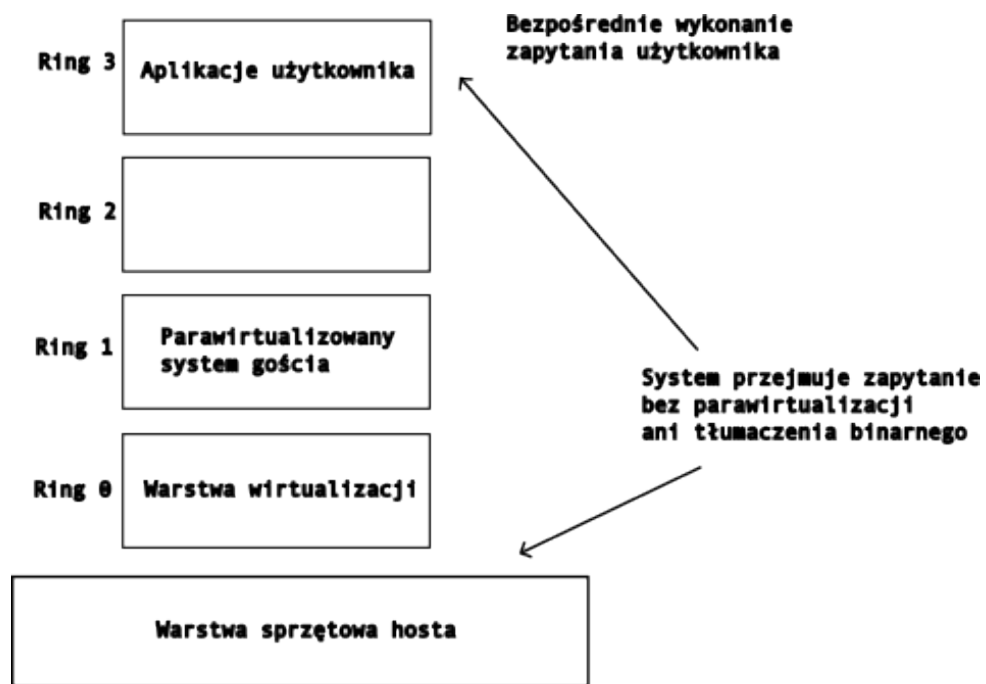 Bezpośrednie wykonanie
zapytania użytkownika
Ring 3
Aplikacje użytkownika
Ring 2
Ring 1
Parawirtualizowany
system gościa
System przejmuje zapytanie
bez parawirtualizacji
ani tłumaczenia binarnego
Ring 0
Warstwa wirtualizacji
Warstwa sprzętowa hosta